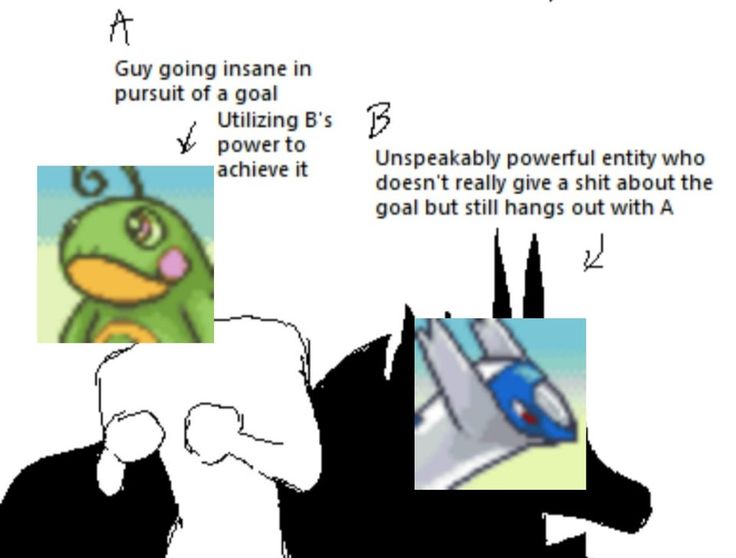 A
Guy going insane in
pursuit of a goal
Utilizing B's
power to
achieve it
B
Unspeakably powerful entity who
doesn't really give a shit about the
goal but still hangs out with A